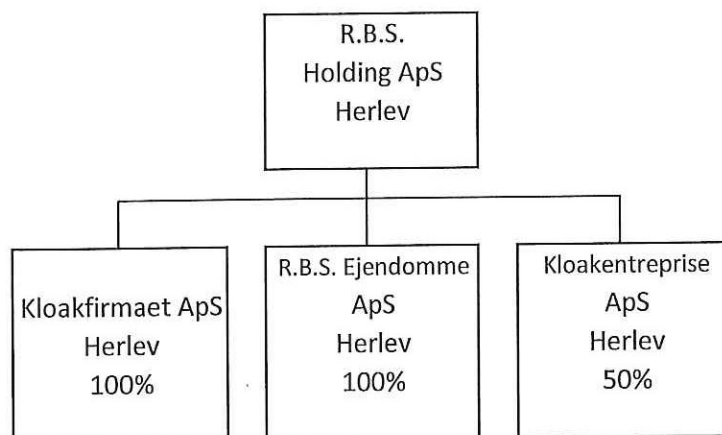 R.B.S.
Holding ApS
Herlev
Kloakfirmaet ApS
Herlev
100%
R.B.S. Ejendomme
ApS
Herlev
100%
Kloakentreprise
ApS
Herlev
50%